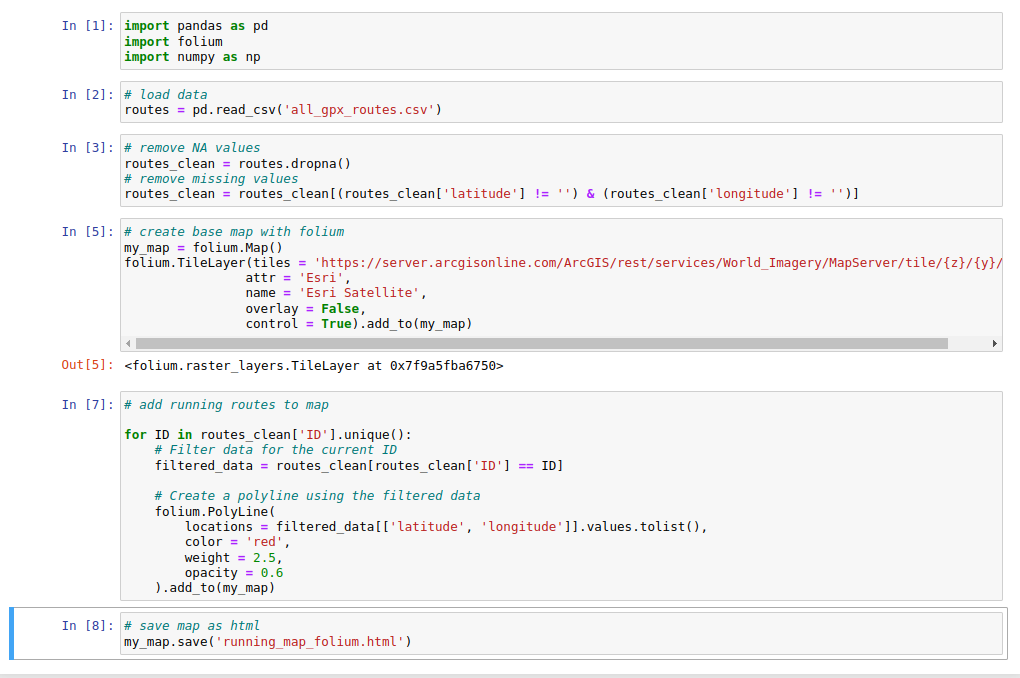 In [1]: import pandas as pd
import folium
import numpy as np
In [2]: # load data
routes = pd.read_csv('all_gpx_routes.csv')
In [3]: # remove NA values
routes_clean = routes.dropna()
# remove missing values
routes_clean = routes_clean[(routes_clean['latitude'] != '') & (routes_clean['longitude'] != '')]
In [5]: # create base map with folium
my_map = folium.Map()
folium.TileLayer(tiles = 'https://server.arcgisonline.com/ArcGIS/rest/services/World_Imagery/MapServer/tile/{z}/{y}/
attr = 'Esri',
name = 'Esri Satellite',
overlay = False,
control = True).add_to(my_map)
Out[5]: <folium.raster_layers.TileLayer at 0x7f9a5fba6750>
In [7]: # add running routes to map
for ID in routes_clean['ID'].unique():
# Filter data for the current ID
filtered_data = routes_clean[routes_clean['ID'] == ID]
# Create a polyline using the filtered data
folium.PolyLine(
locations = filtered_data[['latitude', 'longitude']].values.tolist(),
color = 'red',
weight = 2.5,
opacity = 0.6
).add_to(my_map)
In [8]: # save map as html
my_map.save('running_map_folium.html')